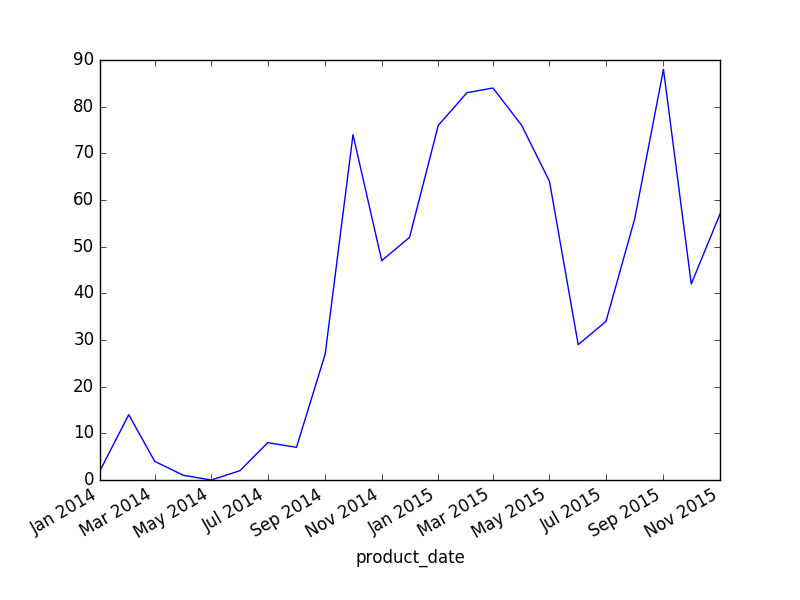 90
80
70
60
50
40
30
20
10
0
Jan 2014
Mar 2014
May 2014
Jul 2014
Sep 2014
Nov 2014
Jan 2015
Mar 2015
May 2015
Jul 2015
Sep 2015
Nov 2015
product_date